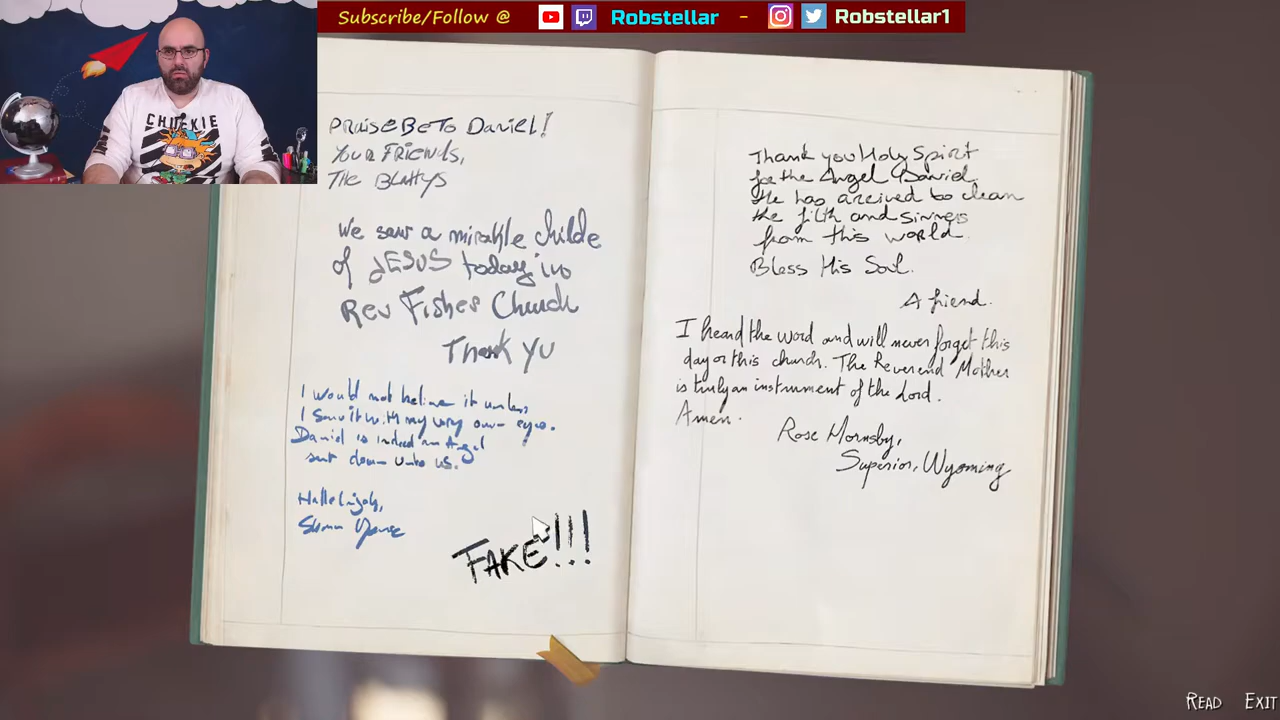 Subscribe/Follow @ Robstellar - Robstellar1
CHUCKIE
PRAISE BE TO DANIEL!
YOUR FRIENDS,
THE BLATTYS
We saw a mirakle childe
of JESUS today in
Rev Fisher Church
Thank YU
I would not believe it unless
I saw it with my very own eyes.
Daniel is indeed an Angel
sent down unto us.
Hallelujah,
FAKE!!!
Thank you Holy Spirit
for the Angel Daniel.
He has arrived to clean
the filth and sinners
from this world.
Bless His Soul.
A friend.
I heard the word and will never forget this
day or this church. The Reverend Mother
is truly an instrument of the Lord.
Amen.
Rose Mornsby,
Superior, Wyoming
READ EXIT